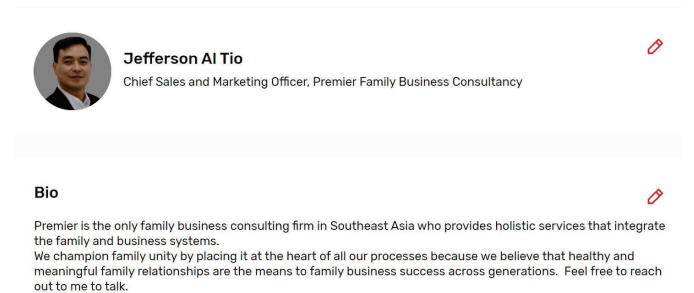 Jefferson Al Tio
Chief Sales and Marketing Officer, Premier Family Business Consultancy
Bio
Premier is the only family business consulting firm in Southeast Asia who provides holistic services that integrate
the family and business systems.
We champion family unity by placing it at the heart of all our processes because we believe that healthy and
meaningful family relationships are the means to family business success across generations.  Feel free to reach
out to me to talk.